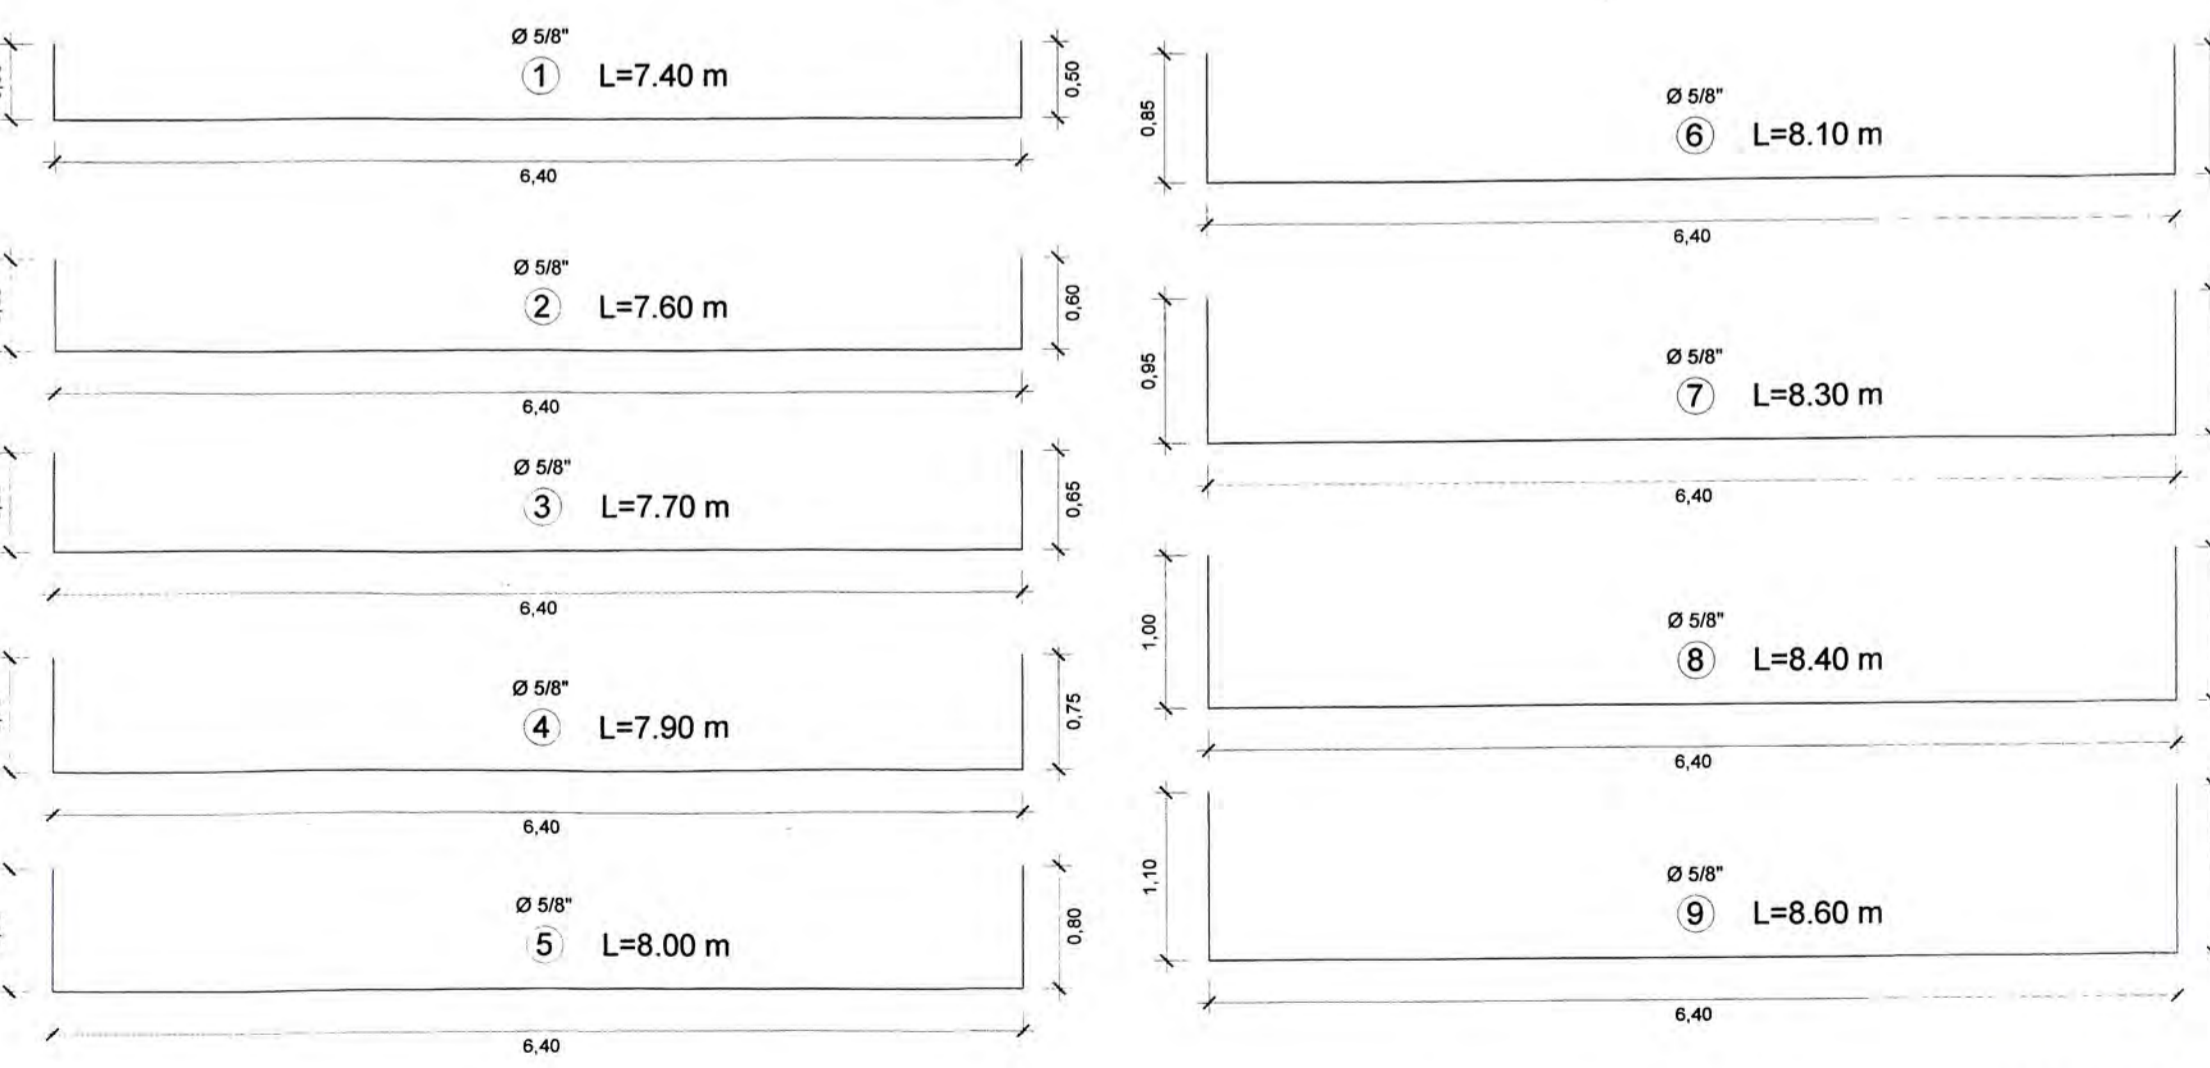 Ø 5/8"
1 L=7.40 m
0,50
6,40
Ø 5/8"
2 L=7.60 m
0,60
6,40
Ø 5/8"
3 L=7.70 m
0,65
6,40
Ø 5/8"
4 L=7.90 m
0,75
6,40
Ø 5/8"
5 L=8.00 m
0,80
6,40
0,85
Ø 5/8"
6 L=8.10 m
6,40
0,95
Ø 5/8"
7 L=8.30 m
6,40
1,00
Ø 5/8"
8 L=8.40 m
6,40
1,10
Ø 5/8"
9 L=8.60 m
6,40